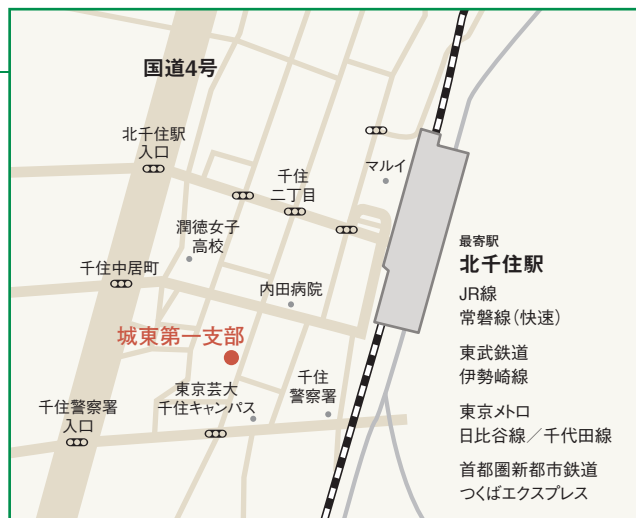 国道4号
北千住駅
入口
マルイ
千住
二丁目
潤徳女子
高校
千住中居町
内田病院
城東第一支部
東京芸大
千住キャンパス
千住
警察署
千住警察署
入口
最寄駅
北千住駅
JR線
常磐線（快速）
東武鉄道
伊勢崎線
東京メトロ
日比谷線／千代田線
首都圏新都市鉄道
つくばエクスプレス